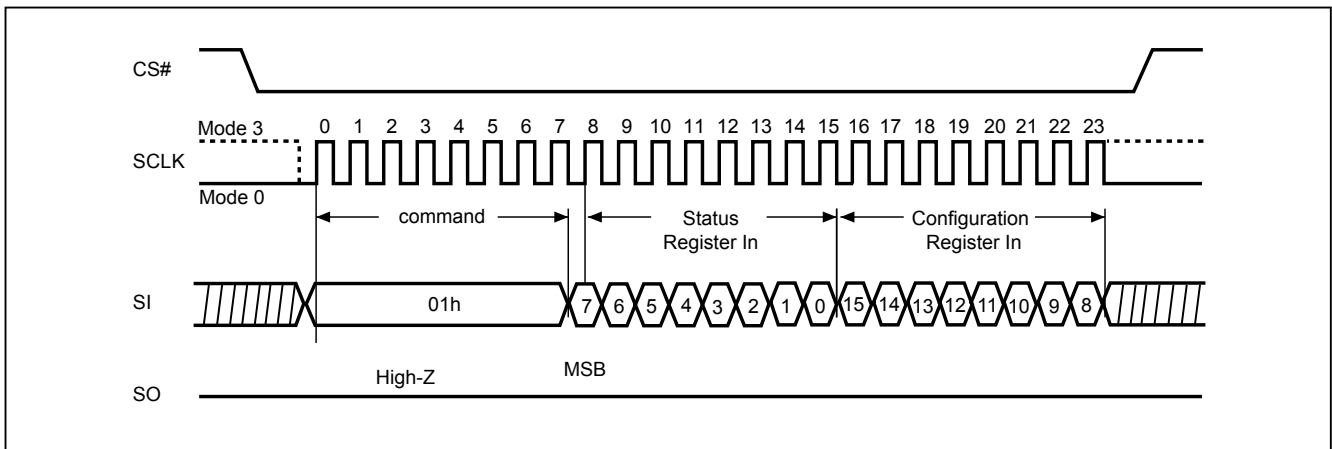 CS#
Mode 3
0 1 2 3 4 5 6 7 8 9 10 11 12 13 14 15 16 17 18 19 20 21 22 23
SCLK
Mode 0
command
Status
Register In
Configuration
Register In
SI
01h
7 6 5 4 3 2 1 0 15 14 13 12 11 10 9 8
High-Z
MSB
SO